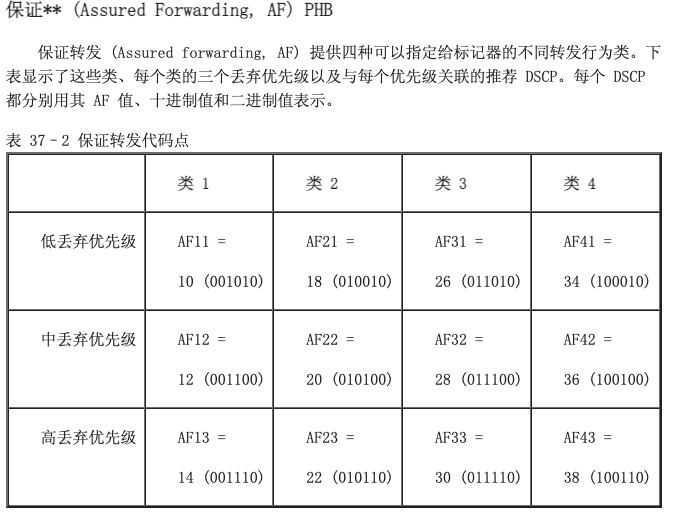 保证** (Assured Forwarding, AF) PHB
保证转发 (Assured forwarding, AF) 提供四种可以指定给标记器的不同转发行为类。下
表显示了这些类、每个类的三个丢弃优先级以及与每个优先级关联的推荐 DSCP。每个 DSCP
都分别用其 AF 值、十进制值和二进制值表示。
表 37–2 保证转发代码点
类 1 类 2 类 3 类 4
低丢弃优先级 AF11 = AF21 = AF31 = AF41 =
10 (001010) 18 (010010) 26 (011010) 34 (100010)
中丢弃优先级 AF12 = AF22 = AF32 = AF42 =
12 (001100) 20 (010100) 28 (011100) 36 (100100)
高丢弃优先级 AF13 = AF23 = AF33 = AF43 =
14 (001110) 22 (010110) 30 (011110) 38 (100110)